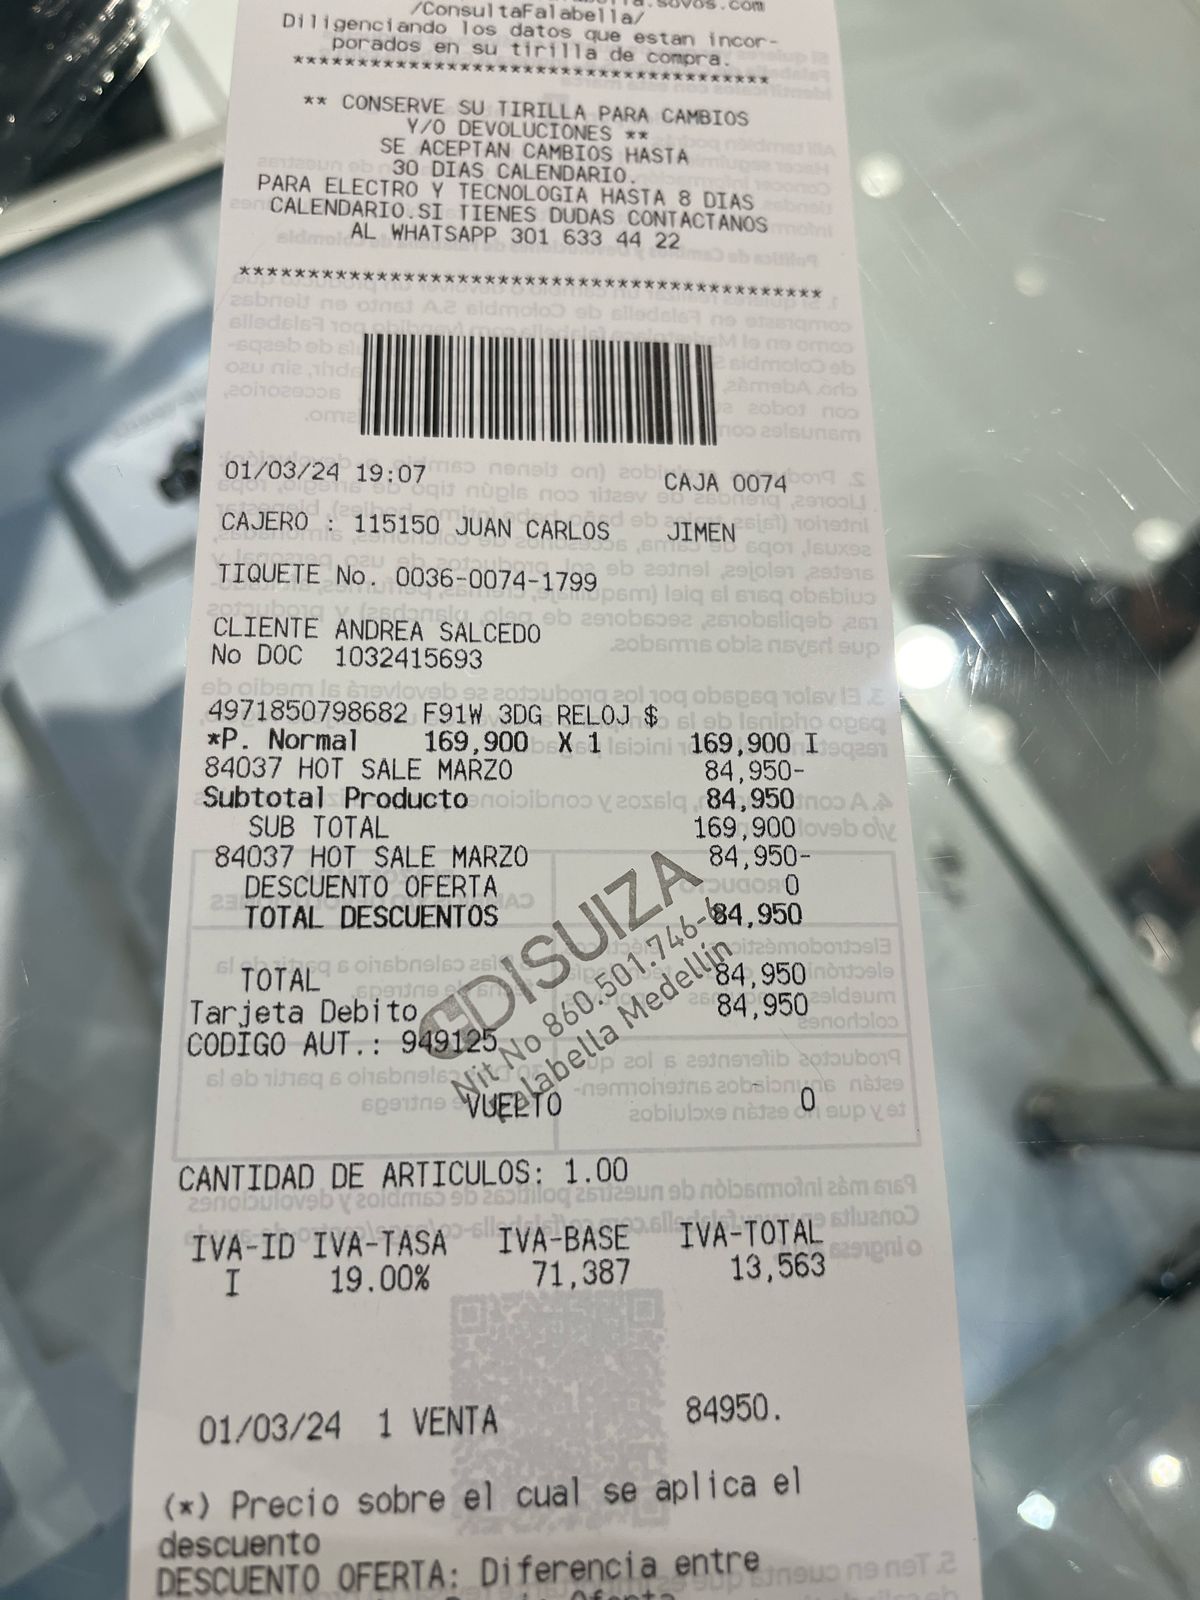 /ConsultaFalabella/
Diligenciando los datos que estan incor-
porados en su tirilla de compra.
*************************************
** CONSERVE SU TIRILLA PARA CAMBIOS
Y/O DEVOLUCIONES **
SE ACEPTAN CAMBIOS HASTA
30 DIAS CALENDARIO.
PARA ELECTRO Y TECNOLOGIA HASTA 8 DIAS
CALENDARIO.SI TIENES DUDAS CONTACTANOS
AL WHATSAPP 301 633 44 22
*********************************************
01/03/24 19:07 CAJA 0074
CAJERO : 115150 JUAN CARLOS JIMEN
TIQUETE No. 0036-0074-1799
CLIENTE ANDREA SALCEDO
No DOC 1032415693
4971850798682 F91W 3DG RELOJ $
*P. Normal 169,900 X 1 169,900 I
84037 HOT SALE MARZO 84,950-
Subtotal Producto 84,950
SUB TOTAL 169,900
84037 HOT SALE MARZO 84,950-
DESCUENTO OFERTA 0
TOTAL DESCUENTOS 84,950
TOTAL 84,950
Tarjeta Debito 84,950
CODIGO AUT.: 949125
DISUIZA
Nit No 860.501.746-
Falabella Medellín
VUELTO 0
CANTIDAD DE ARTICULOS: 1.00
IVA-ID IVA-TASA IVA-BASE IVA-TOTAL
I 19.00% 71,387 13,563
01/03/24 1 VENTA 84950.
(*) Precio sobre el cual se aplica el
descuento
DESCUENTO OFERTA: Diferencia entre